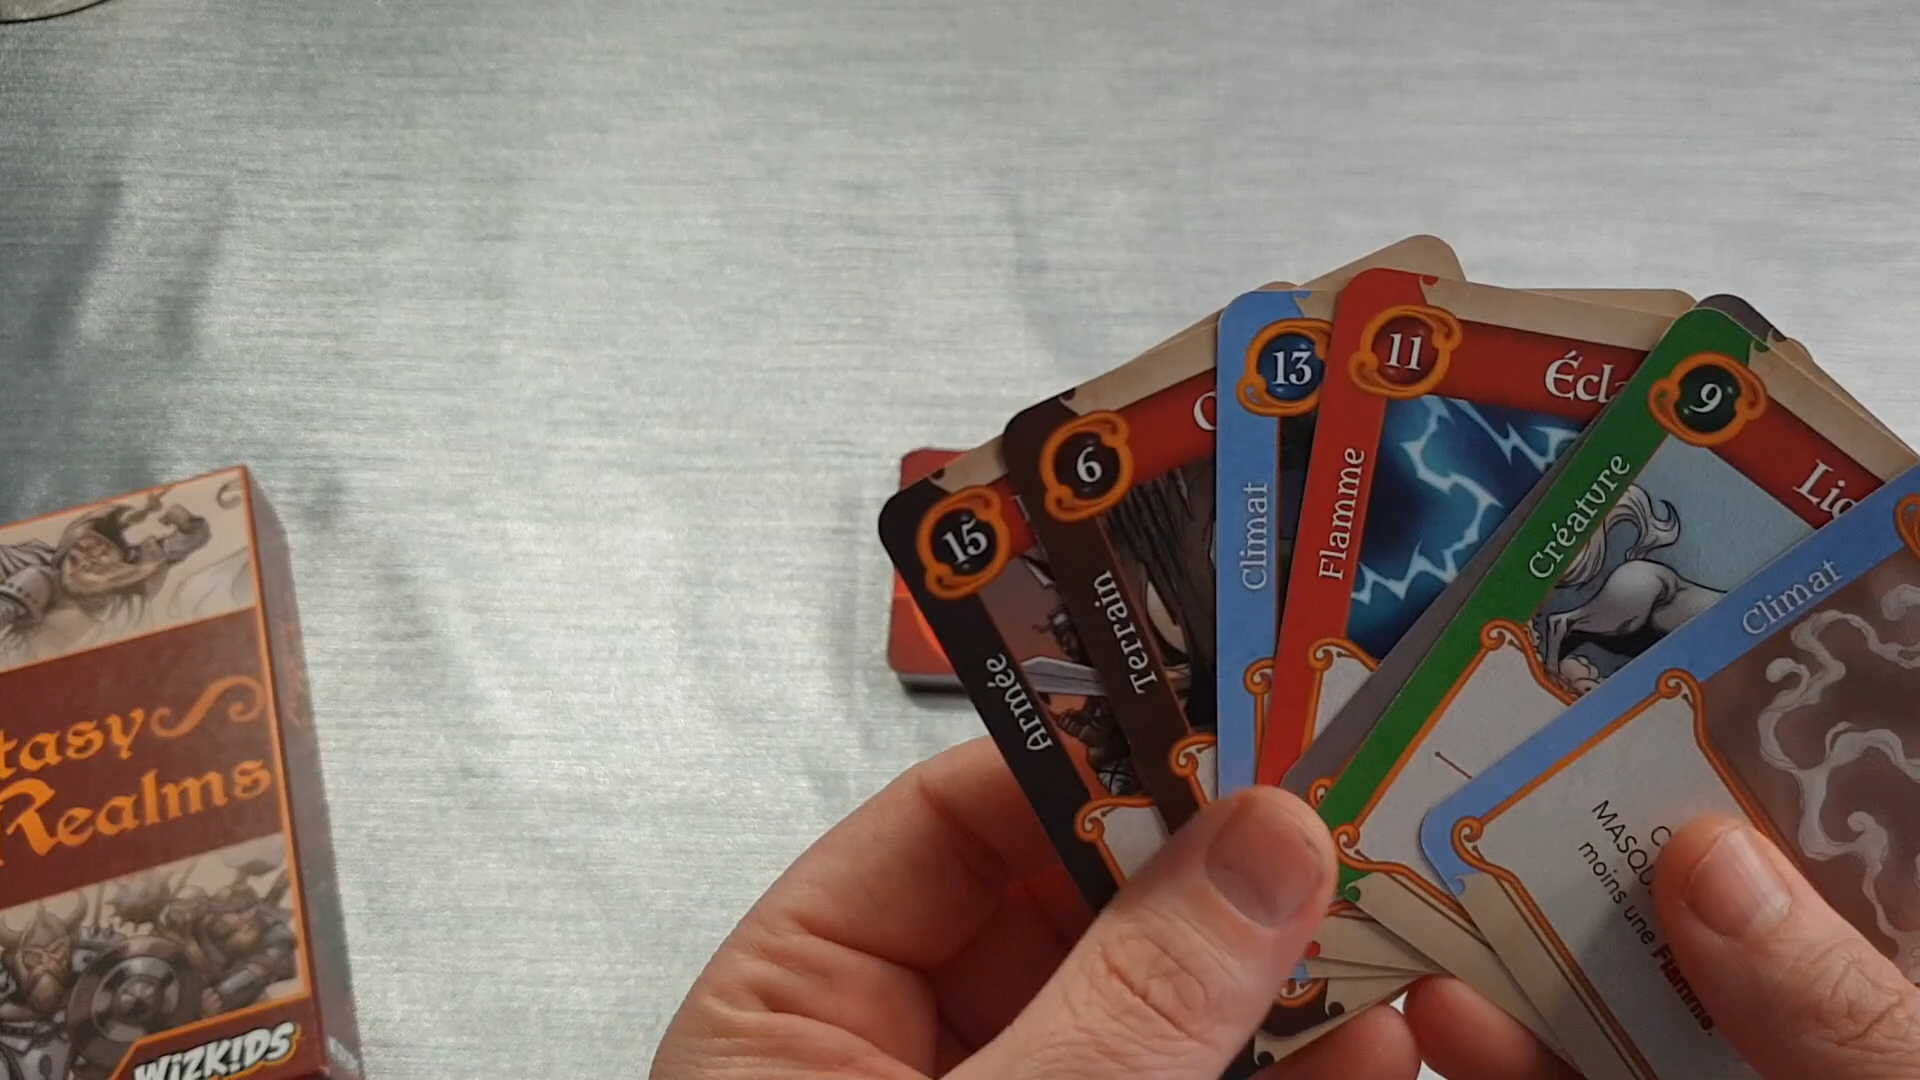 tasy
Realms
WIZKIDS
15
Armée
6
Terrain
13
Climat
11
Écl
Flamme
9
Lic
Créature
Climat
MASQU
moins une Flamme.